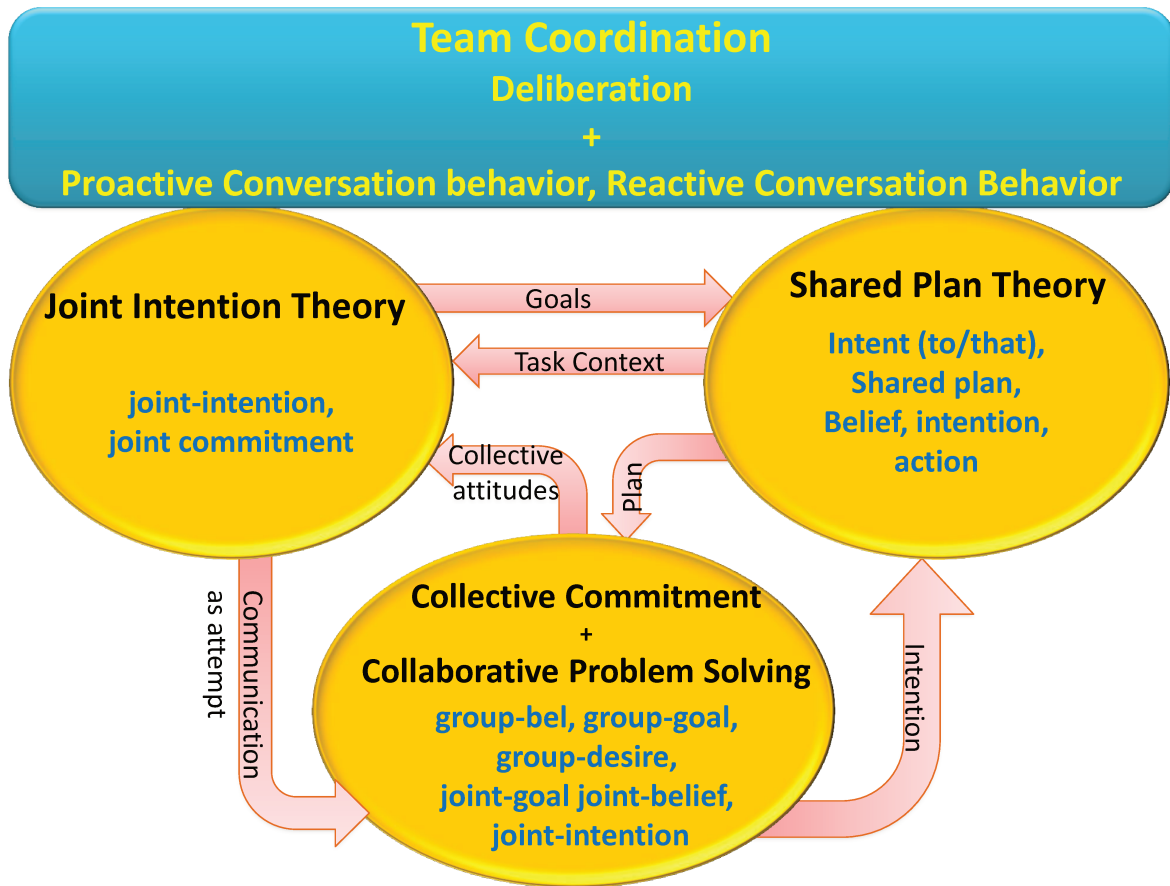 Team Coordination
Deliberation
+
Proactive Conversation behavior, Reactive Conversation Behavior
Joint Intention Theory
joint-intention,
joint commitment
Goals
Task Context
Shared Plan Theory
Intent (to/that),
Shared plan,
Belief, intention,
action
Collective
attitudes
Plan
Communication
as attempt
Collective Commitment
+
Collaborative Problem Solving
group-bel, group-goal,
group-desire,
joint-goal joint-belief,
joint-intention
Intention